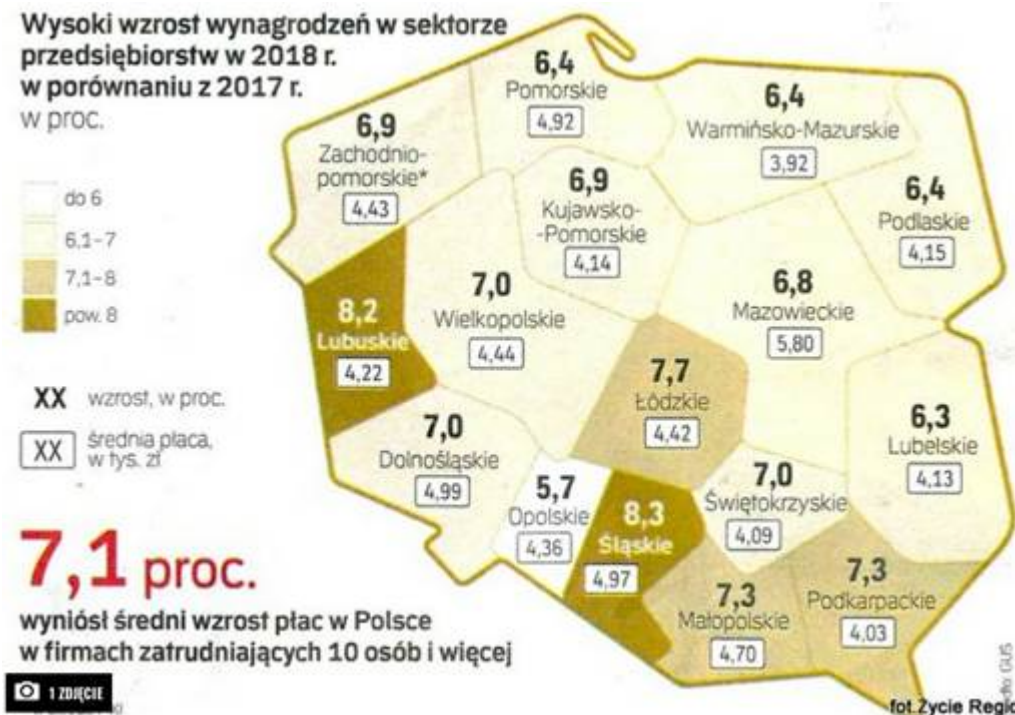 Wysoki wzrost wynagrodzeń w sektorze
przedsiębiorstw w 2018 r.
w porównaniu z 2017 r.
w proc.
do 6
6,1–7
7,1–8
pow. 8
XX wzrost, w proc.
XX średnia płaca,
w tys. zł
7,1 proc.
wyniósł średni wzrost płac w Polsce
w firmach zatrudniających 10 osób i więcej
6,4
Pomorskie
4,92
6,4
Warmińsko-Mazurskie
3,92
6,9
Zachodnio-
pomorskie*
4,43
6,9
Kujawsko-
-Pomorskie
4,14
6,4
Podlaskie
4,15
8,2
Lubuskie
4,22
7,0
Wielkopolskie
4,44
6,8
Mazowieckie
5,80
7,7
Łódzkie
4,42
7,0
Dolnośląskie
4,99
5,7
Opolskie
4,36
8,3
Śląskie
4,97
7,0
Świętokrzyskie
4,09
6,3
Lubelskie
4,13
7,3
Małopolskie
4,70
7,3
Podkarpackie
4,03
1 ZDJĘCIE
GUS
fot.Życie Regio